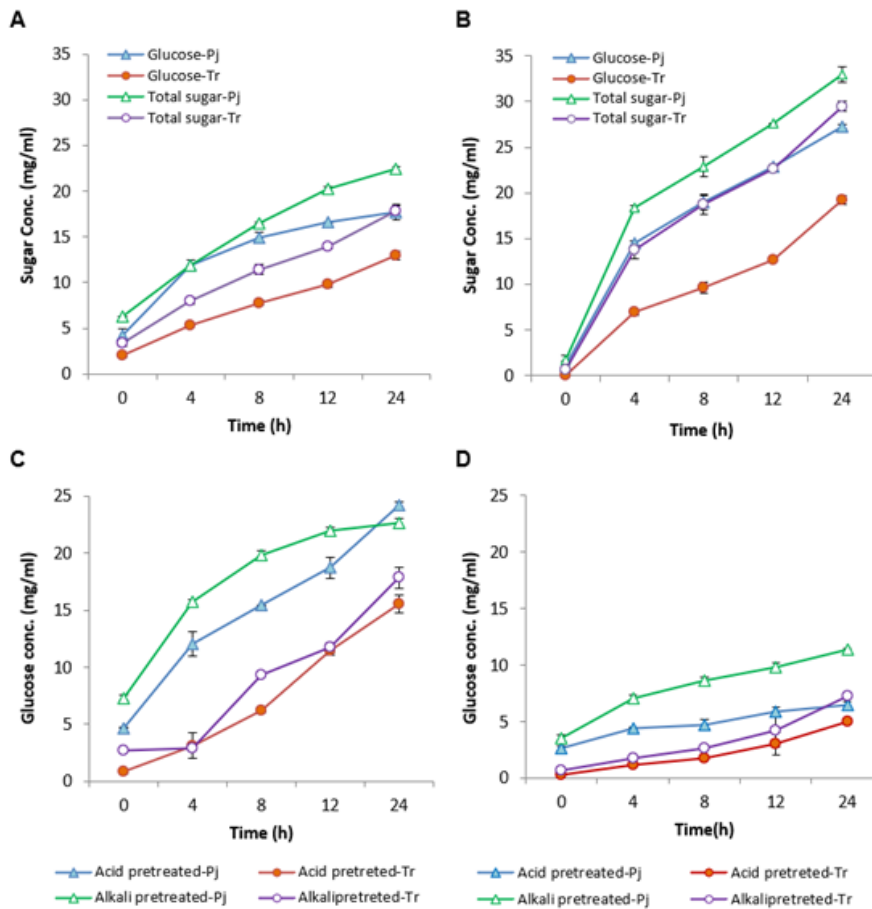 A
Glucose-Pj
Glucose-Tr
Total sugar-Pj
Total sugar-Tr
35
30
25
20
15
10
5
0
Sugar Conc. (mg/ml)
0 4 8 12 24
Time (h)
B
Glucose-Pj
Glucose-Tr
Total sugar-Pj
Total sugar-Tr
35
30
25
20
15
10
5
0
Sugar Conc. (mg/ml)
0 4 8 12 24
Time (h)
C
25
20
15
10
5
0
Glucose conc. (mg/ml)
0 4 8 12 24
Time (h)
Acid pretreated-Pj Acid pretreted-Tr
Alkali pretreated-Pj Alkalipretreted-Tr
D
25
20
15
10
5
0
Glucose conc. (mg/ml)
0 4 8 12 24
Time(h)
Acid pretreated-Pj Acid pretreted-Tr
Alkali pretreated-Pj Alkalipretreted-Tr